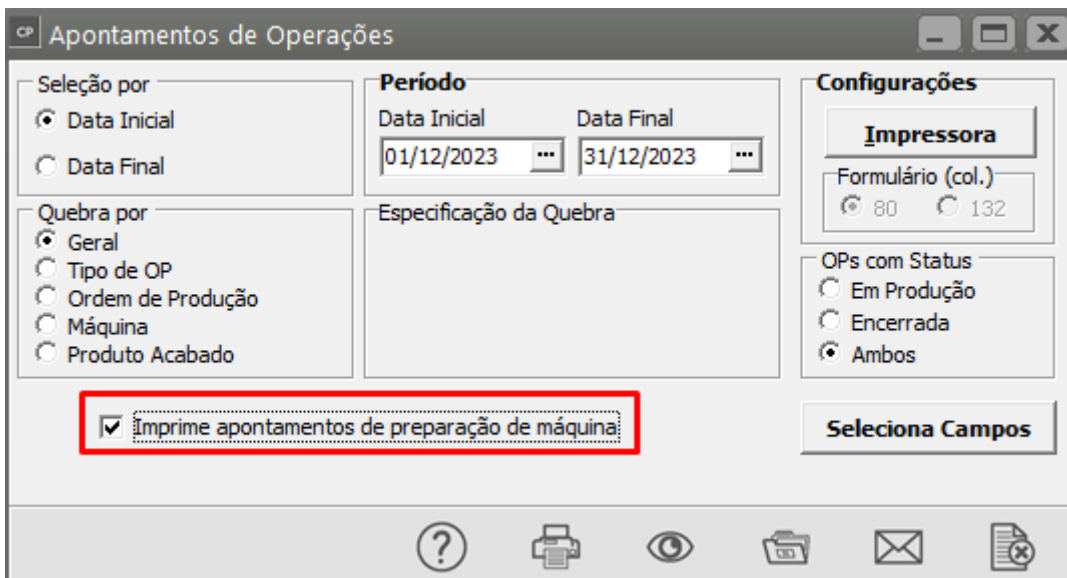 CP Apontamentos de Operações
Seleção por
Data Inicial
Data Final
Período
Data Inicial Data Final
01/12/2023 ... 31/12/2023 ...
Configurações
Impressora
Formulário (col.)
80 132
Quebra por
Geral
Tipo de OP
Ordem de Produção
Máquina
Produto Acabado
Especificação da Quebra
OPs com Status
Em Produção
Encerrada
Ambos
Imprime apontamentos de preparação de máquina
Seleciona Campos
?